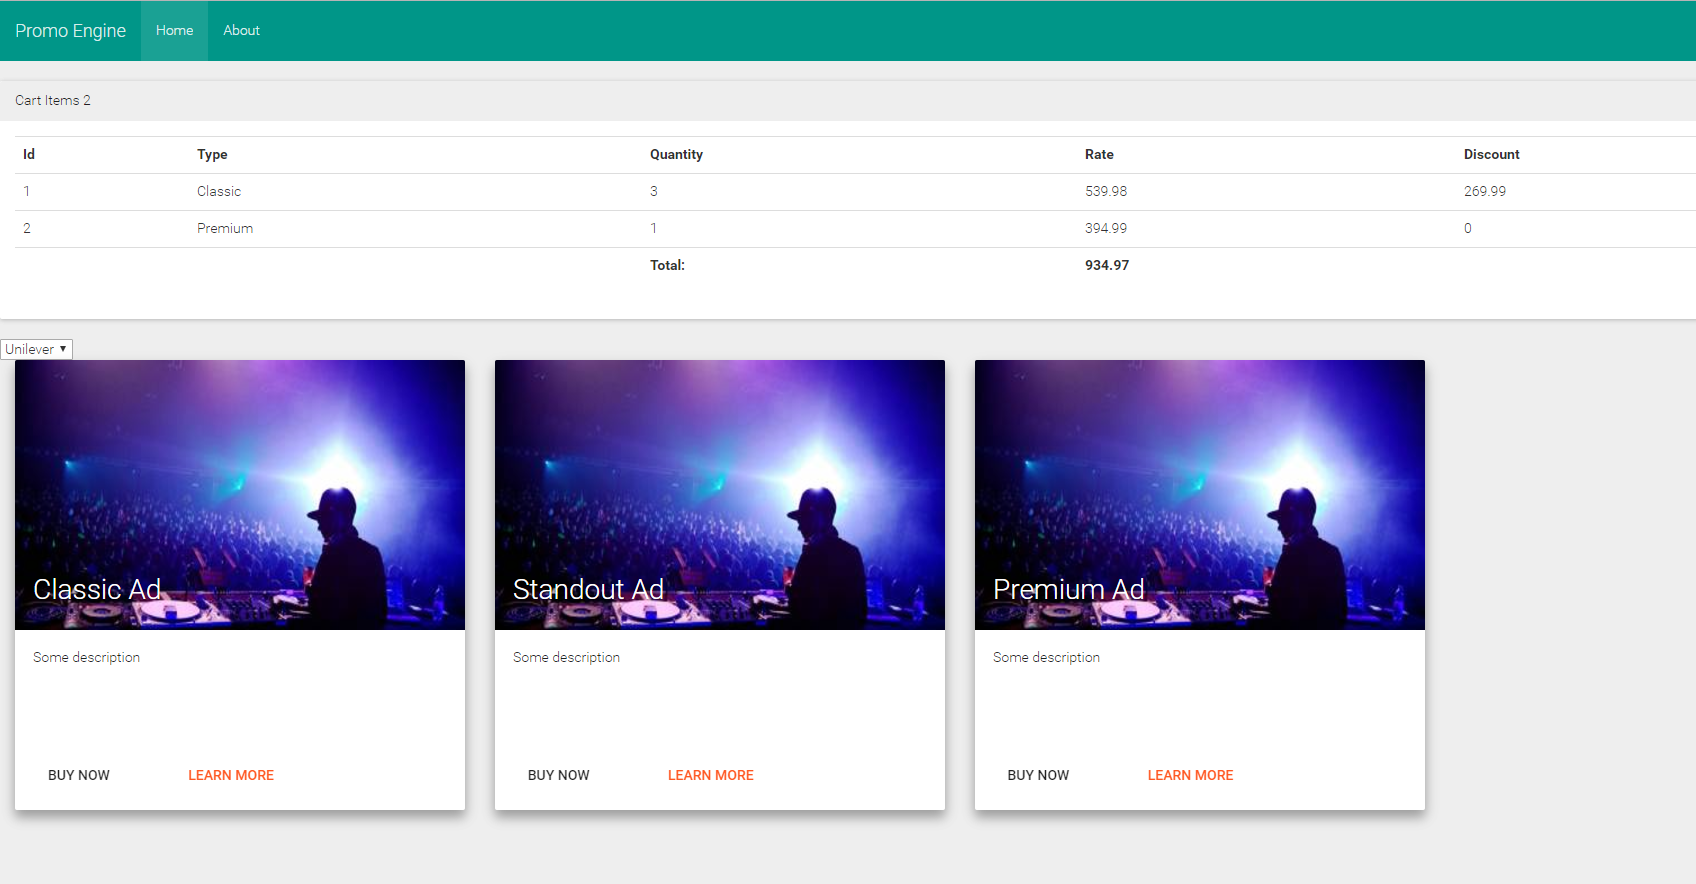 Promo Engine Home About
Cart Items 2
Id Type Quantity Rate Discount
1 Classic 3 539.98 269.99
2 Premium 1 394.99 0
Total: 934.97
Unilever
Classic Ad Standout Ad Premium Ad
Some description Some description Some description
BUY NOW LEARN MORE BUY NOW LEARN MORE BUY NOW LEARN MORE